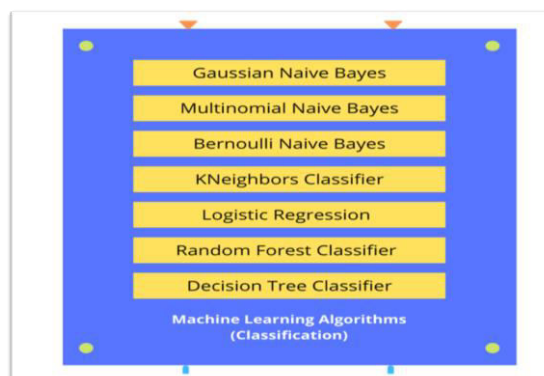 Gaussian Naive Bayes
Multinomial Naive Bayes
Bernoulli Naive Bayes
KNeighbors Classifier
Logistic Regression
Random Forest Classifier
Decision Tree Classifier
Machine Learning Algorithms
(Classification)